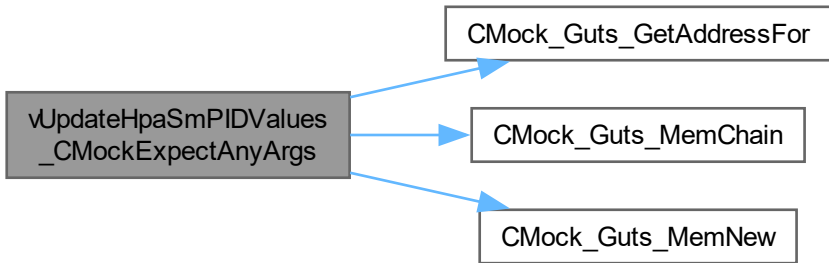 CMock_Guts_GetAddressFor
vUpdateHpaSmPIDValues
_CMockExpectAnyArgs
CMock_Guts_MemChain
CMock_Guts_MemNew